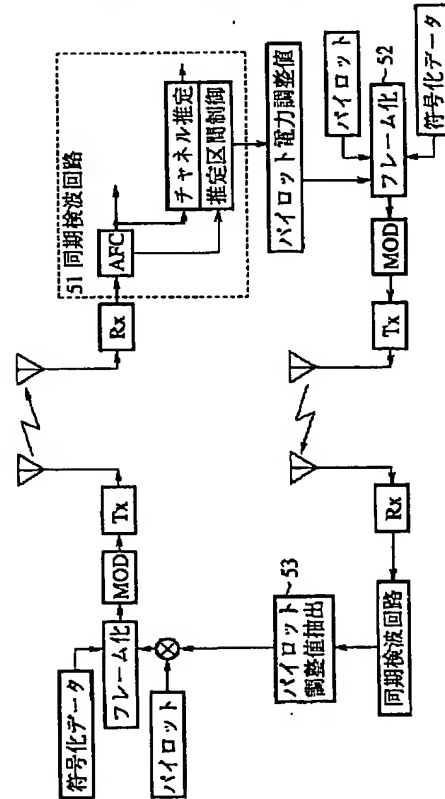 符号化データ
フレーム化
パイロット
MOD
Tx
Rx
51 同期検波回路
AFC
チャネル推定
推定区間制御
パイロット電力調整値
パイロット
フレーム化
52
符号化データ
MOD
Tx
Rx
同期検波回路
パイロット
調整値抽出
53